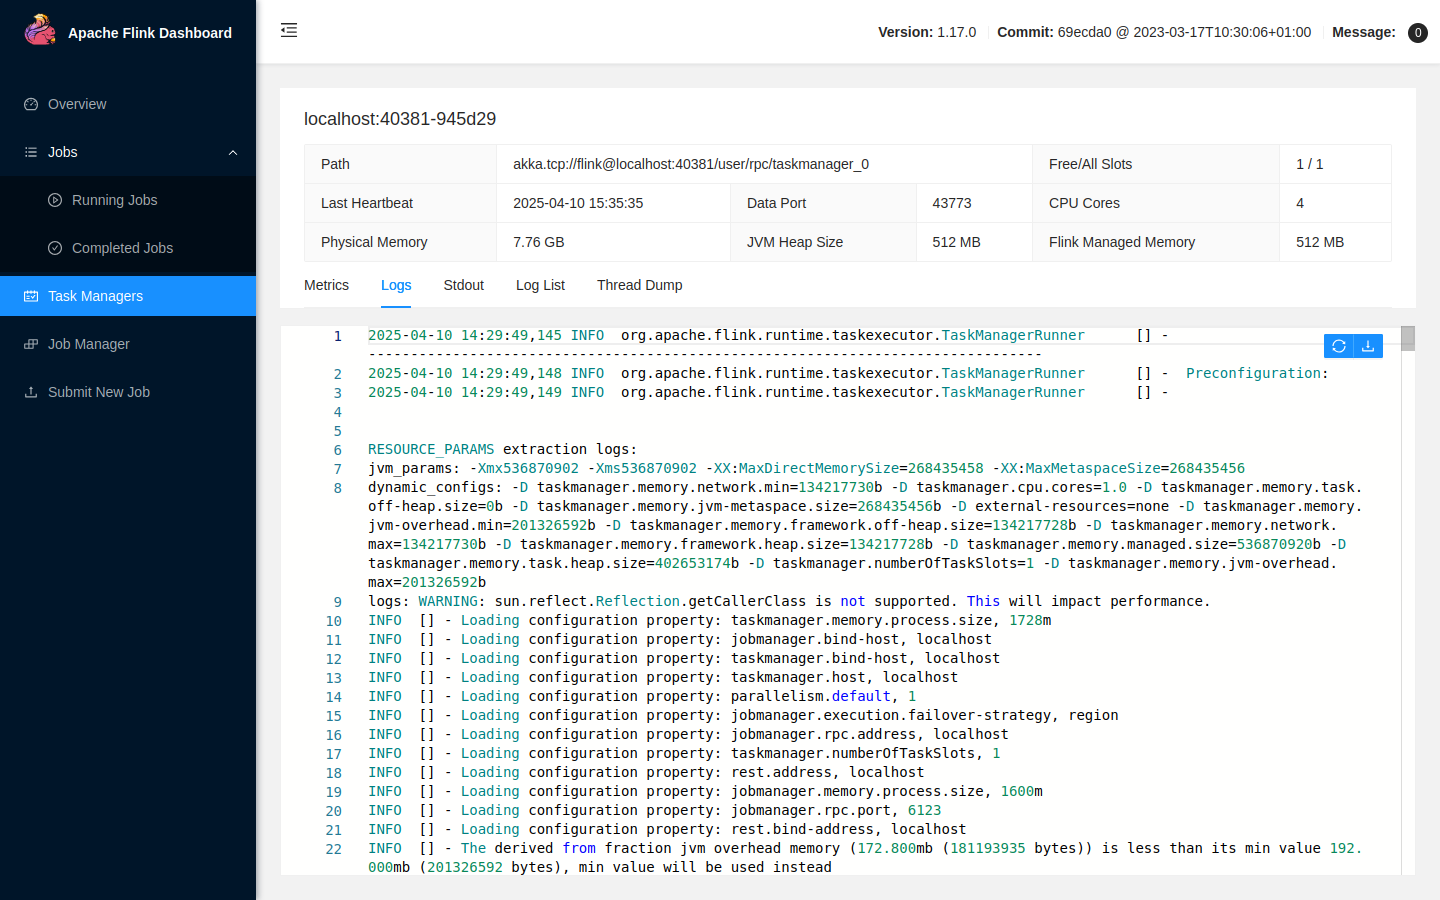 Apache Flink Dashboard
Version: 1.17.0 Commit: 69ecda0 @ 2023-03-17T10:30:06+01:00 Message: 0
Overview
Jobs
Running Jobs
Completed Jobs
Task Managers
Job Manager
Submit New Job
localhost:40381-945d29
Path akka.tcp://flink@localhost:40381/user/rpc/taskmanager_0 Free/All Slots 1 / 1
Last Heartbeat 2025-04-10 15:35:35 Data Port 43773 CPU Cores 4
Physical Memory 7.76 GB JVM Heap Size 512 MB Flink Managed Memory 512 MB
Metrics Logs Stdout Log List Thread Dump
1 2025-04-10 14:29:49,145 INFO  org.apache.flink.runtime.taskexecutor.TaskManagerRunner      [] -
--------------------------------------------------------------------------------
2 2025-04-10 14:29:49,148 INFO  org.apache.flink.runtime.taskexecutor.TaskManagerRunner      [] -  Preconfiguration:
3 2025-04-10 14:29:49,149 INFO  org.apache.flink.runtime.taskexecutor.TaskManagerRunner      [] -
4
5
6 RESOURCE_PARAMS extraction logs:
7 jvm_params: -Xmx536870902 -Xms536870902 -XX:MaxDirectMemorySize=268435458 -XX:MaxMetaspaceSize=268435456
8 dynamic_configs: -D taskmanager.memory.network.min=134217730b -D taskmanager.cpu.cores=1.0 -D taskmanager.memory.task.
off-heap.size=0b -D taskmanager.memory.jvm-metaspace.size=268435456b -D external-resources=none -D taskmanager.memory.
jvm-overhead.min=201326592b -D taskmanager.memory.framework.off-heap.size=134217728b -D taskmanager.memory.network.
max=134217730b -D taskmanager.memory.framework.heap.size=134217728b -D taskmanager.memory.managed.size=536870920b -D
taskmanager.memory.task.heap.size=402653174b -D taskmanager.numberOfTaskSlots=1 -D taskmanager.memory.jvm-overhead.
max=201326592b
9 logs: WARNING: sun.reflect.Reflection.getCallerClass is not supported. This will impact performance.
10 INFO  [] - Loading configuration property: taskmanager.memory.process.size, 1728m
11 INFO  [] - Loading configuration property: jobmanager.bind-host, localhost
12 INFO  [] - Loading configuration property: taskmanager.bind-host, localhost
13 INFO  [] - Loading configuration property: taskmanager.host, localhost
14 INFO  [] - Loading configuration property: parallelism.default, 1
15 INFO  [] - Loading configuration property: jobmanager.execution.failover-strategy, region
16 INFO  [] - Loading configuration property: jobmanager.rpc.address, localhost
17 INFO  [] - Loading configuration property: taskmanager.numberOfTaskSlots, 1
18 INFO  [] - Loading configuration property: rest.address, localhost
19 INFO  [] - Loading configuration property: jobmanager.memory.process.size, 1600m
20 INFO  [] - Loading configuration property: jobmanager.rpc.port, 6123
21 INFO  [] - Loading configuration property: rest.bind-address, localhost
22 INFO  [] - The derived from fraction jvm overhead memory (172.800mb (181193935 bytes)) is less than its min value 192.
000mb (201326592 bytes), min value will be used instead